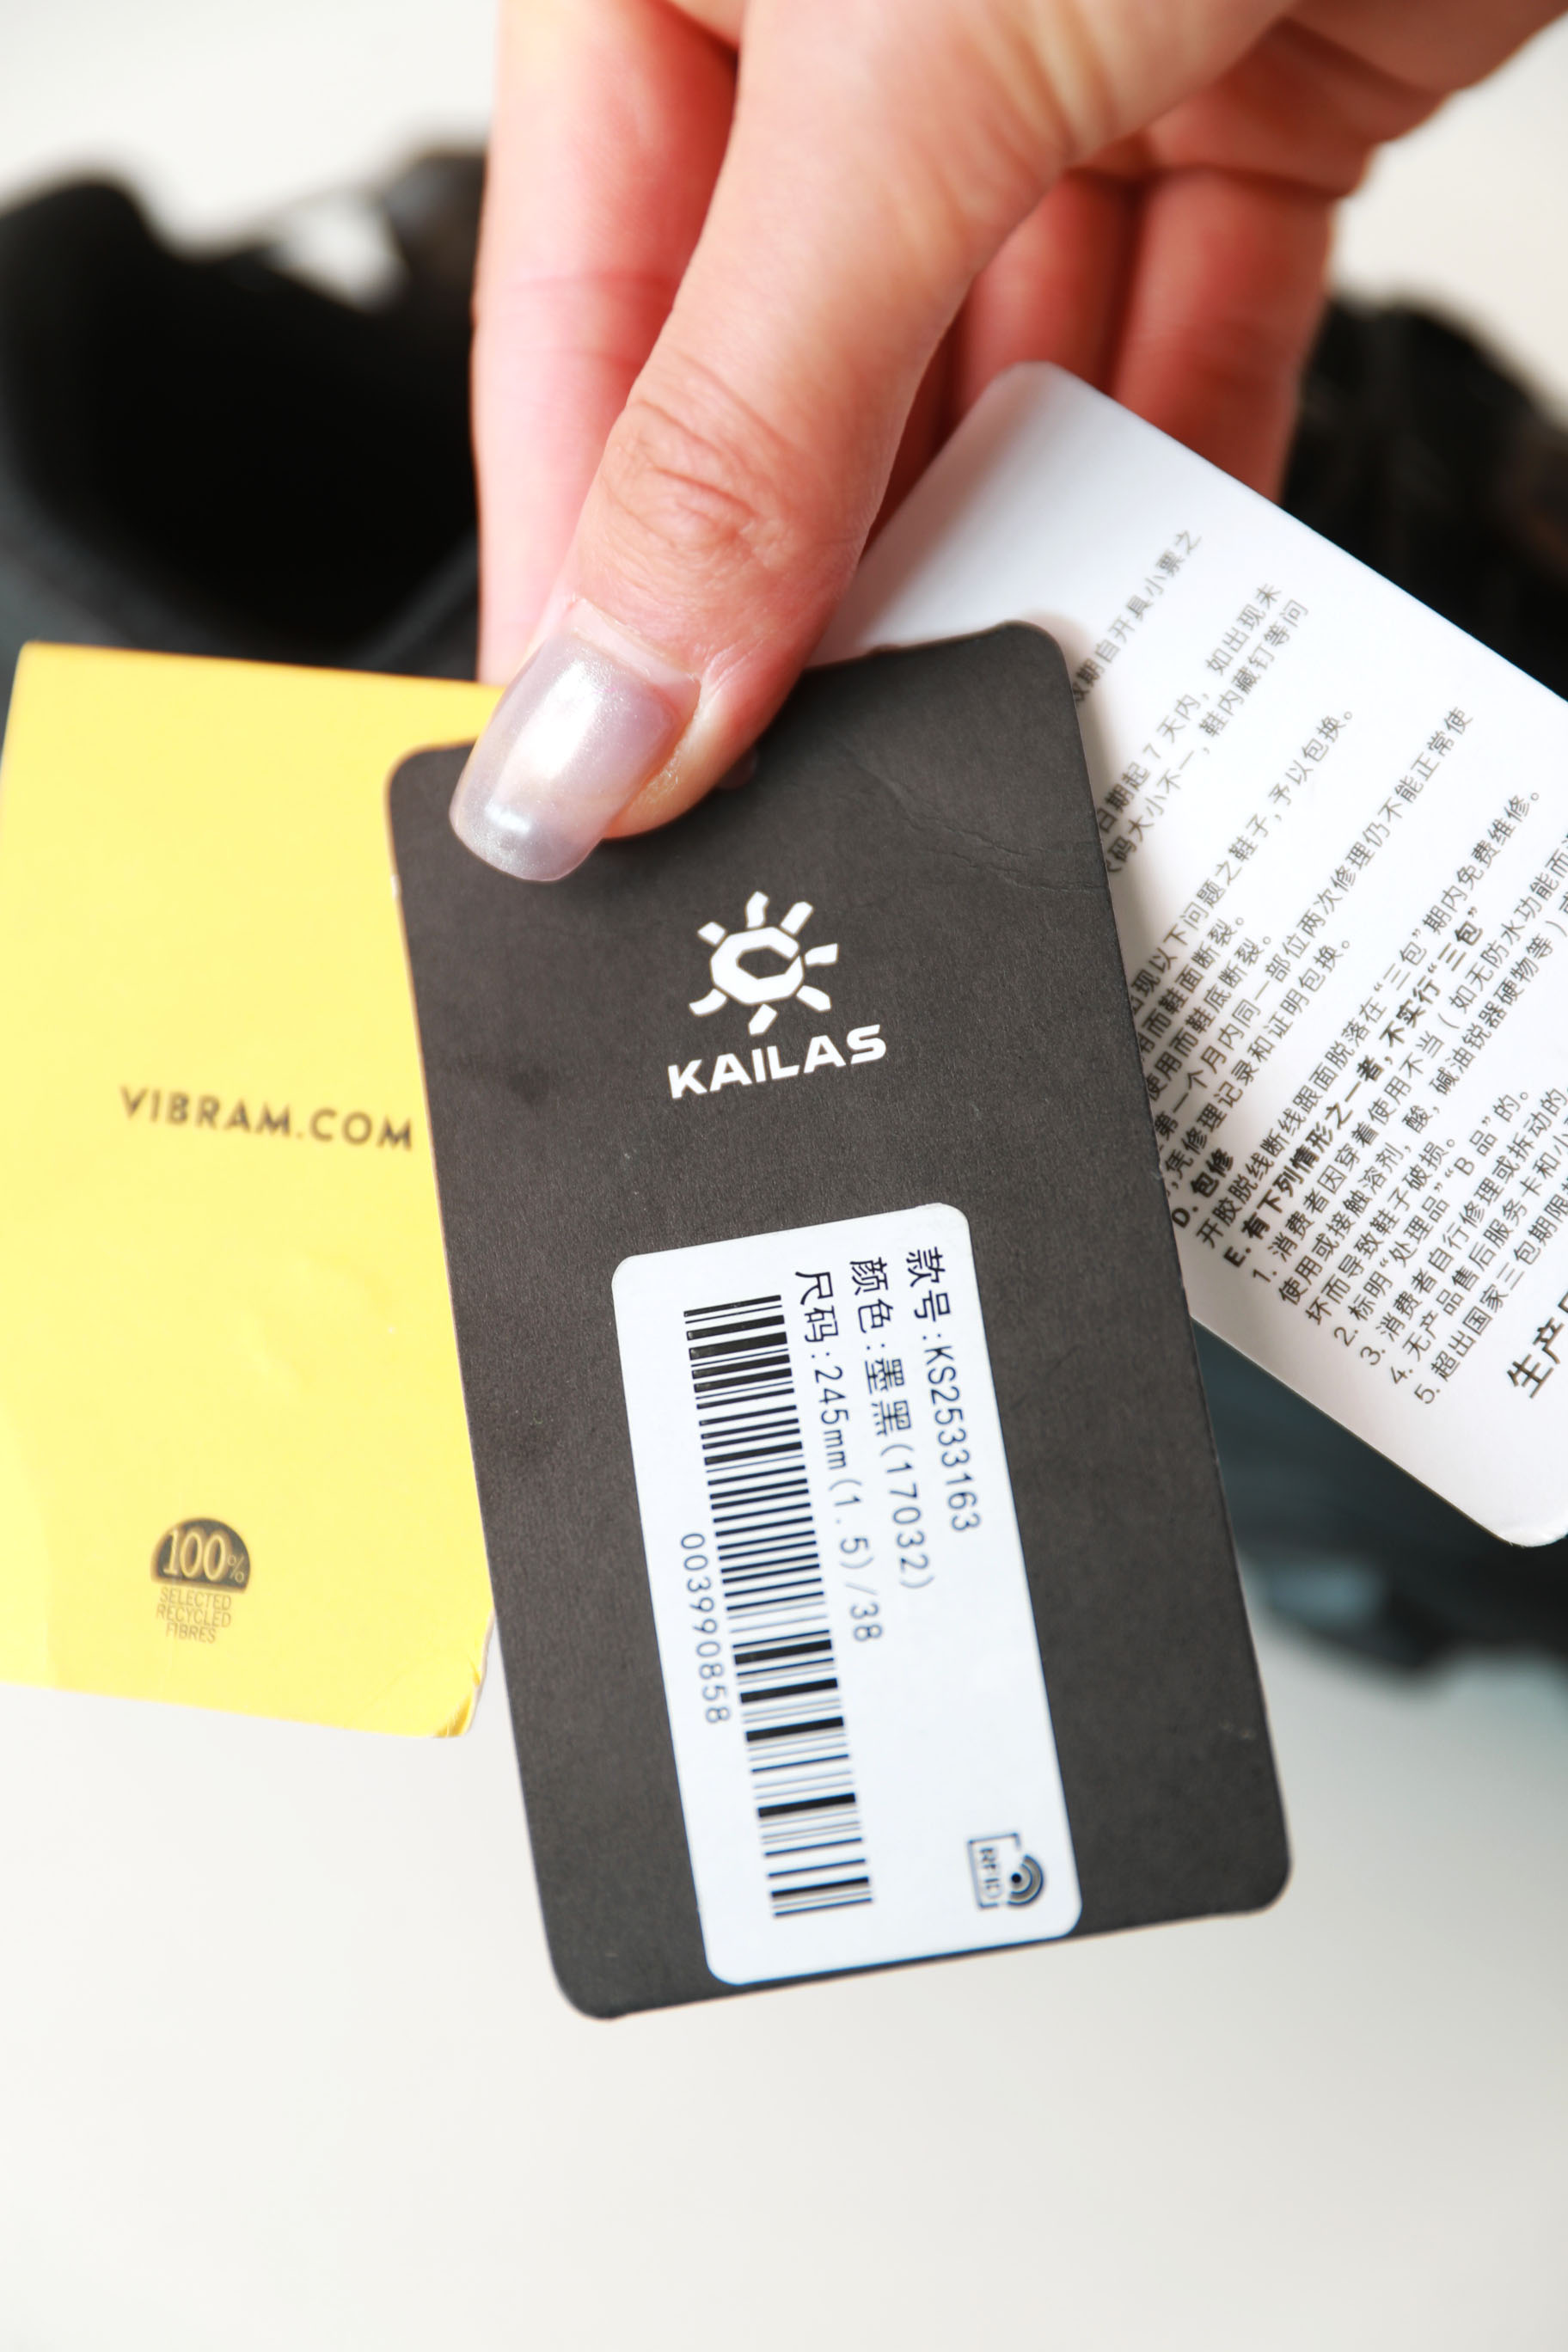 VIBRAM.COM
100%
SELECTED
RECYCLED
FIBRES
KAILAS
款号:KS2533163
颜色:墨黑(17032)
尺码:245mm(1.5)/38
003990858
RFID
期自开具小票之
日期起7天内，如出现未
码大小不一，鞋内藏钉等问
现以下问题之鞋子，予以包换。
而鞋面断裂。
使用而鞋底断裂。
第一个月内同一部位两次修理仍不能正常使
，凭修理记录和证明包换。
D. 包修
开胶脱线断线跟面脱落在“三包”期内免费维修。
E. 有下列情形之一者，不实行“三包”
1. 消费者因穿着使用不当（如无防水功能而
使用或接触溶剂，酸，碱油锐器硬物等）
坏而导致鞋子破损。
2. 标明“处理品”“B品”的。
3. 消费者自行修理或拆动的
4. 无产品售后服务卡和
5. 超出国家三包期限
生产